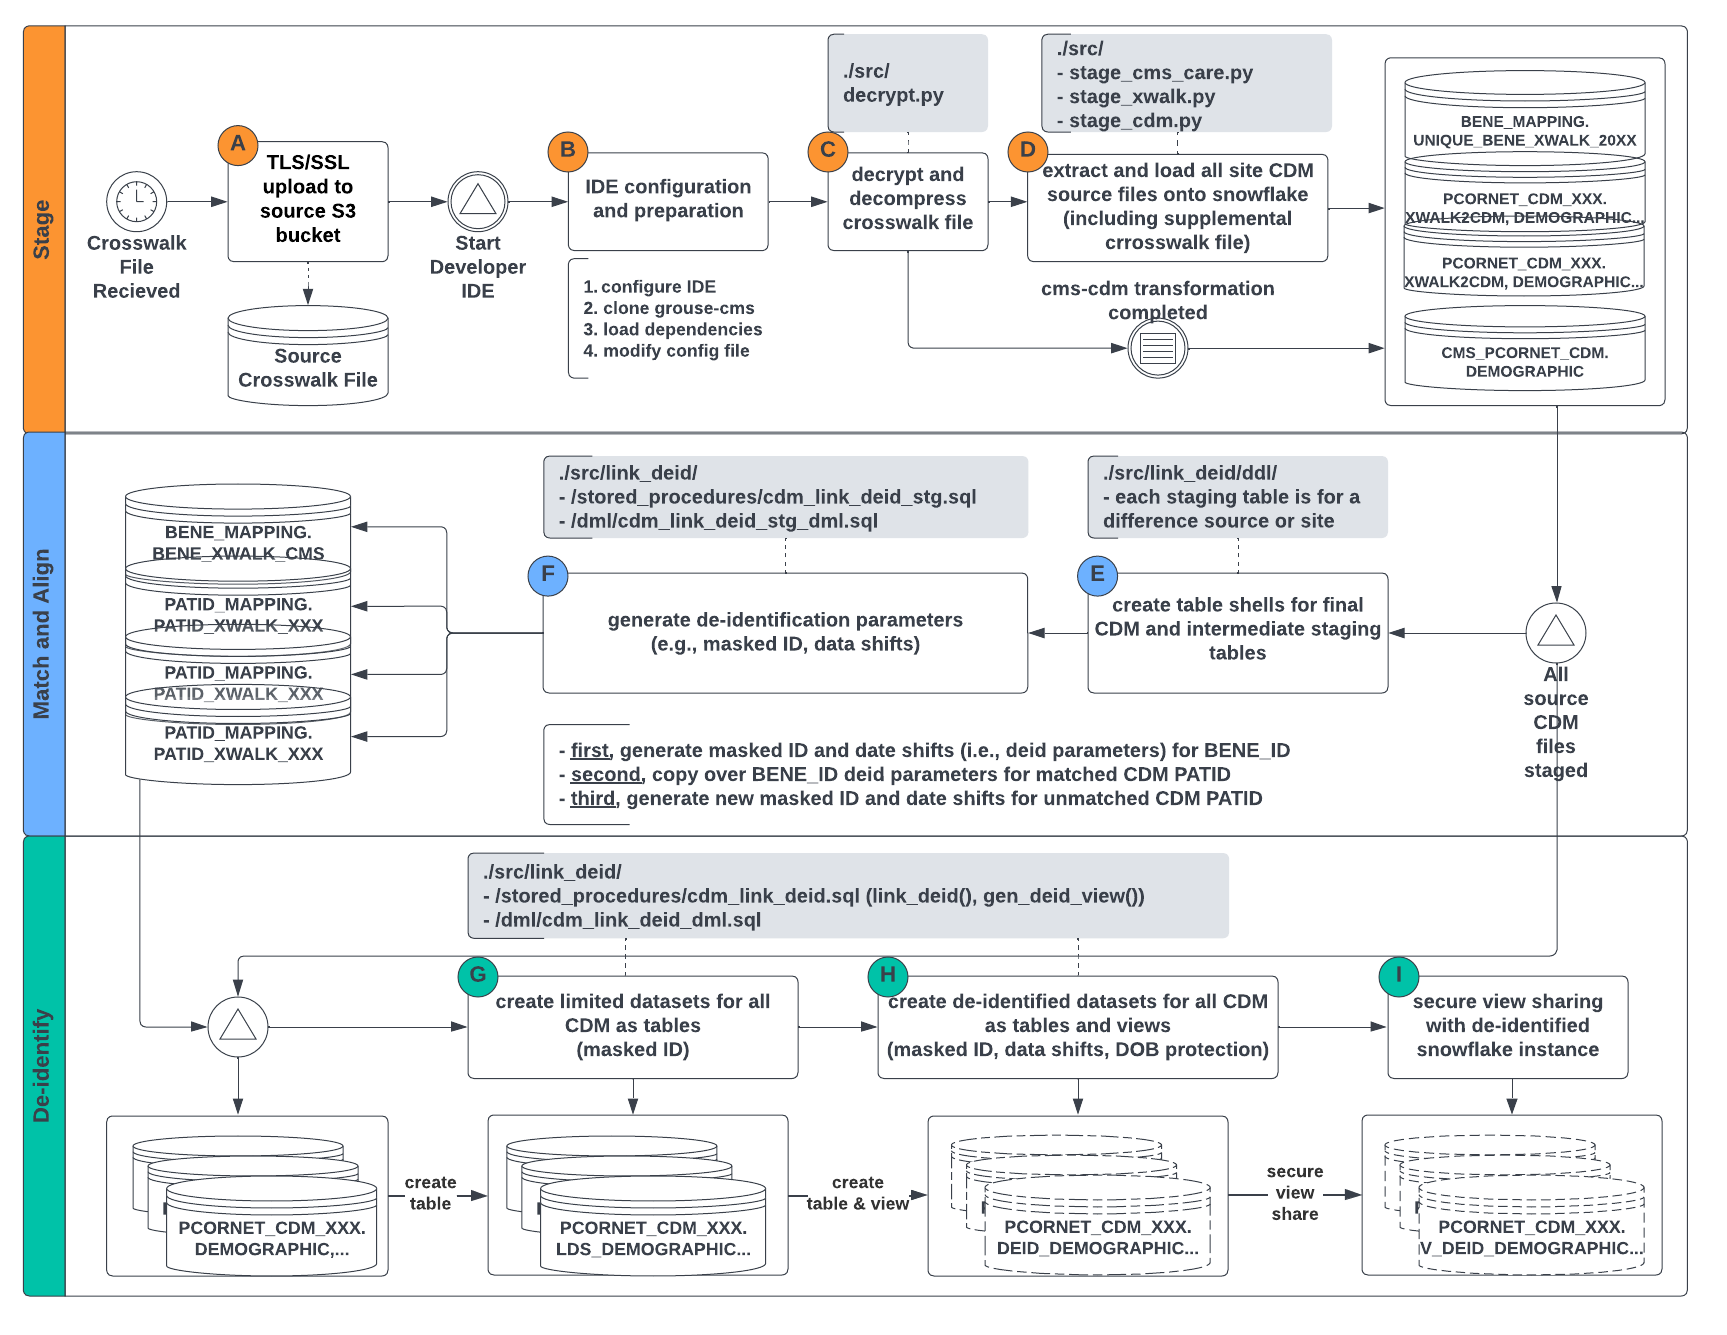 Stage
./src/
decrypt.py
./src/
- stage_cms_care.py
- stage_xwalk.py
- stage_cdm.py
A
TLS/SSL
upload to
source S3
bucket
B
IDE configuration
and preparation
C
decrypt and
decompress
crosswalk file
D
extract and load all site CDM
source files onto snowflake
(including supplemental
crrosswalk file)
BENE_MAPPING.
UNIQUE_BENE_XWALK_20XX
PCORNET_CDM_XXX.
XWALK2CDM, DEMOGRAPHIC...
PCORNET_CDM_XXX.
XWALK2CDM, DEMOGRAPHIC...
CMS_PCORNET_CDM.
DEMOGRAPHIC
Crosswalk
File
Recieved
Start
Developer
IDE
1. configure IDE
2. clone grouse-cms
3. load dependencies
4. modify config file
cms-cdm transformation
completed
Source
Crosswalk File
Match and Align
./src/link_deid/
- /stored_procedures/cdm_link_deid_stg.sql
- /dml/cdm_link_deid_stg_dml.sql
./src/link_deid/ddl/
- each staging table is for a
difference source or site
BENE_MAPPING.
BENE_XWALK_CMS
PATID_MAPPING.
PATID_XWALK_XXX
PATID_MAPPING.
PATID_XWALK_XXX
PATID_MAPPING.
PATID_XWALK_XXX
F
generate de-identification parameters
(e.g., masked ID, data shifts)
E
create table shells for final
CDM and intermediate staging
tables
All
source
CDM
files
staged
- first, generate masked ID and date shifts (i.e., deid parameters) for BENE_ID
- second, copy over BENE_ID deid parameters for matched CDM PATID
- third, generate new masked ID and date shifts for unmatched CDM PATID
De-identify
./src/link_deid/
- /stored_procedures/cdm_link_deid.sql (link_deid(), gen_deid_view())
- /dml/cdm_link_deid_dml.sql
G
create limited datasets for all
CDM as tables
(masked ID)
H
create de-identified datasets for all CDM
as tables and views
(masked ID, data shifts, DOB protection)
I
secure view sharing
with de-identified
snowflake instance
PCORNET_CDM_XXX.
DEMOGRAPHIC,...
create
table
PCORNET_CDM_XXX.
LDS_DEMOGRAPHIC...
create
table & view
PCORNET_CDM_XXX.
DEID_DEMOGRAPHIC...
secure
view
share
PCORNET_CDM_XXX.
V_DEID_DEMOGRAPHIC...